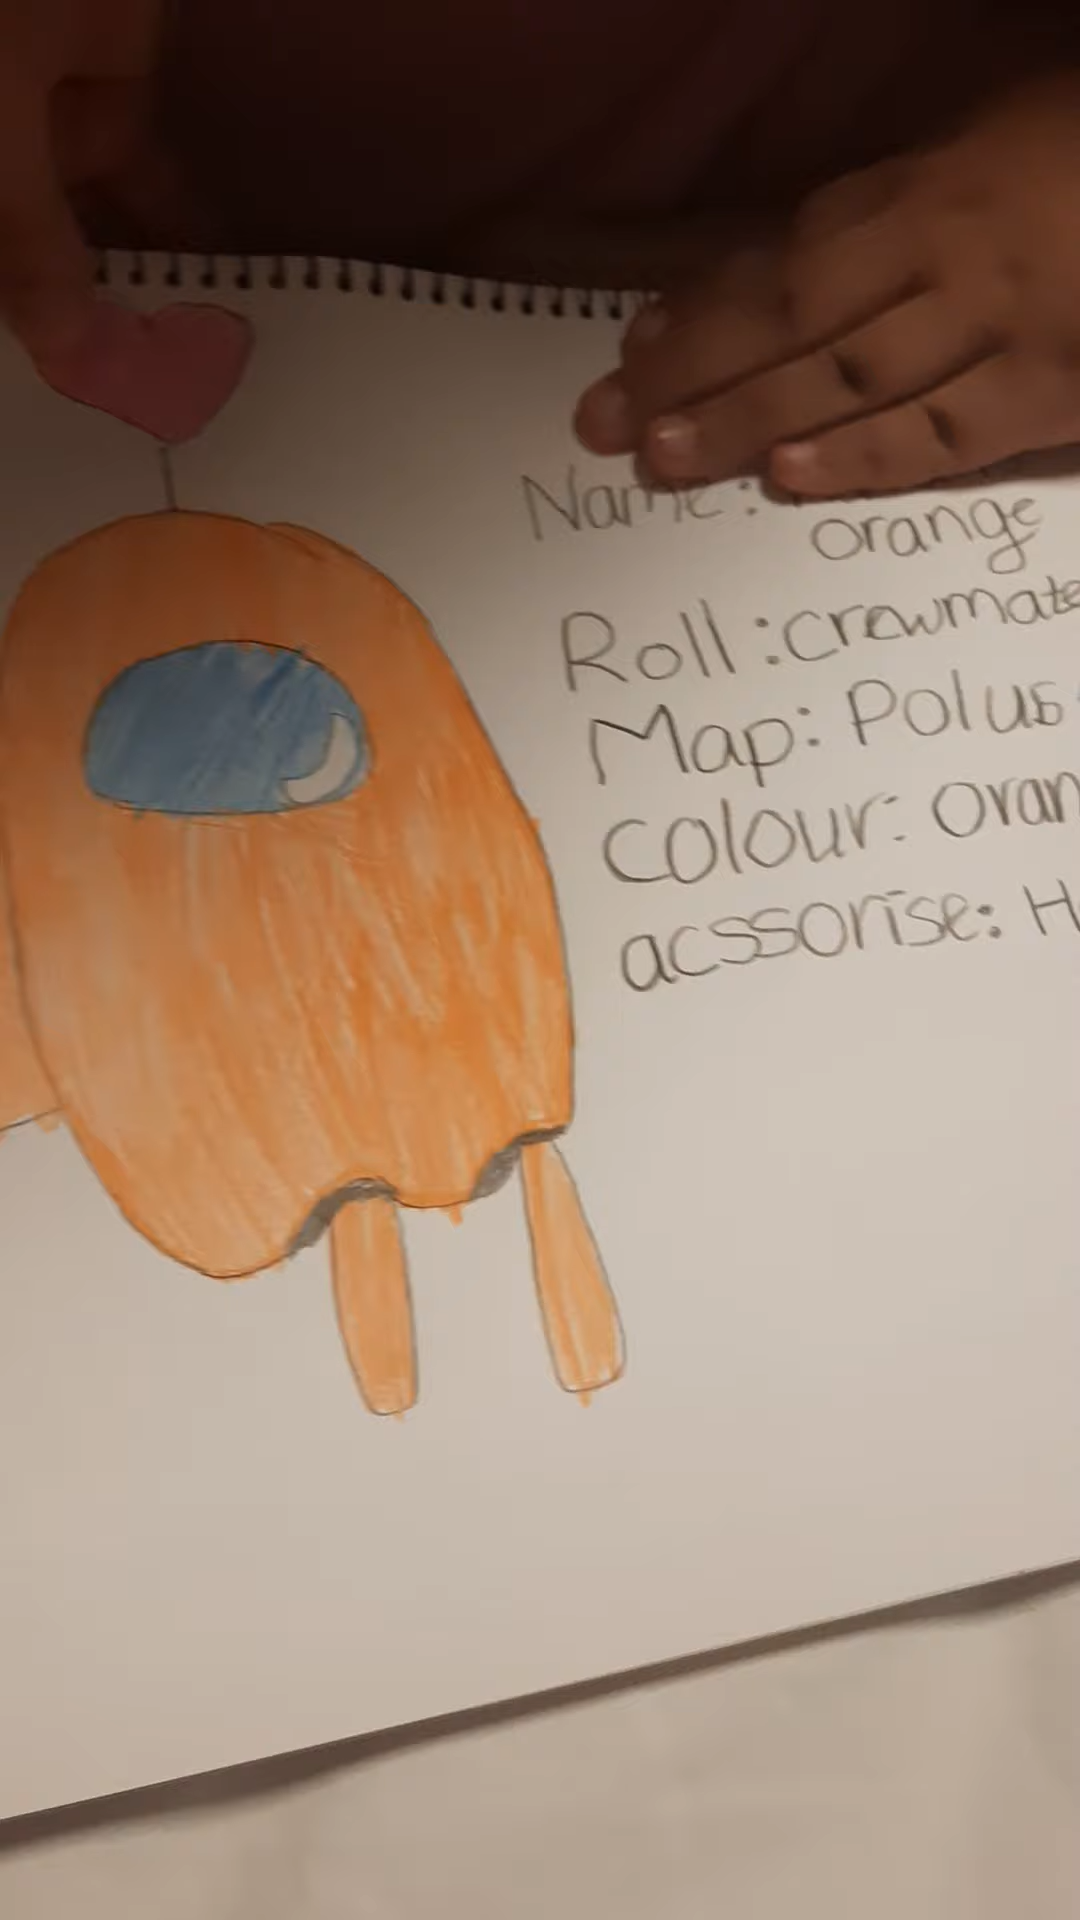 Name:
orange
Roll: crewmate
Map: Polus
Colour: Oran
acssorise: H